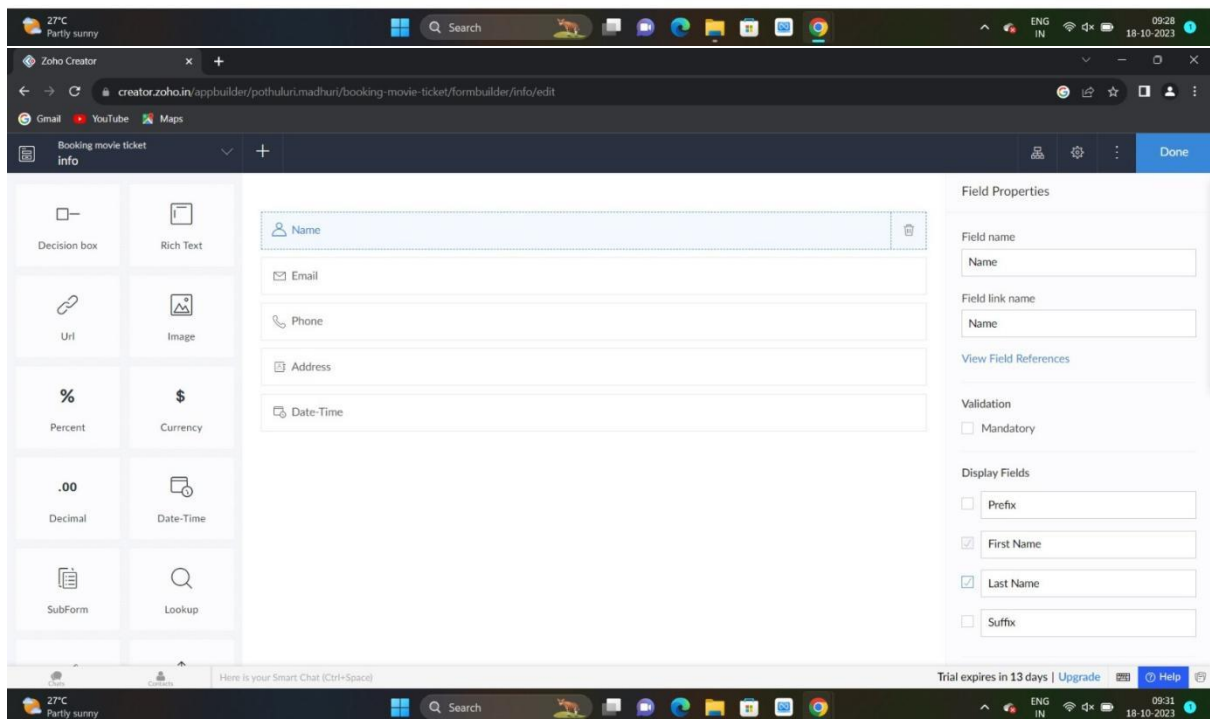 27°C
Partly sunny
Search
ENG
IN
09:28
18-10-2023
1
Zoho Creator
creator.zoho.in/appbuilder/pothuluri.madhuri/booking-movie-ticket/formbuilder/info/edit
Gmail YouTube Maps
Booking movie ticket
info
Done
Decision box
Rich Text
Url
Image
%
Percent
$
Currency
.00
Decimal
Date-Time
SubForm
Lookup
Name
Email
Phone
Address
Date-Time
Field Properties
Field name
Name
Field link name
Name
View Field References
Validation
Mandatory
Display Fields
Prefix
First Name
Last Name
Suffix
Chats
Contacts
Here is your Smart Chat (Ctrl+Space)
Trial expires in 13 days | Upgrade
Help
27°C
Partly sunny
Search
ENG
IN
09:31
18-10-2023
1